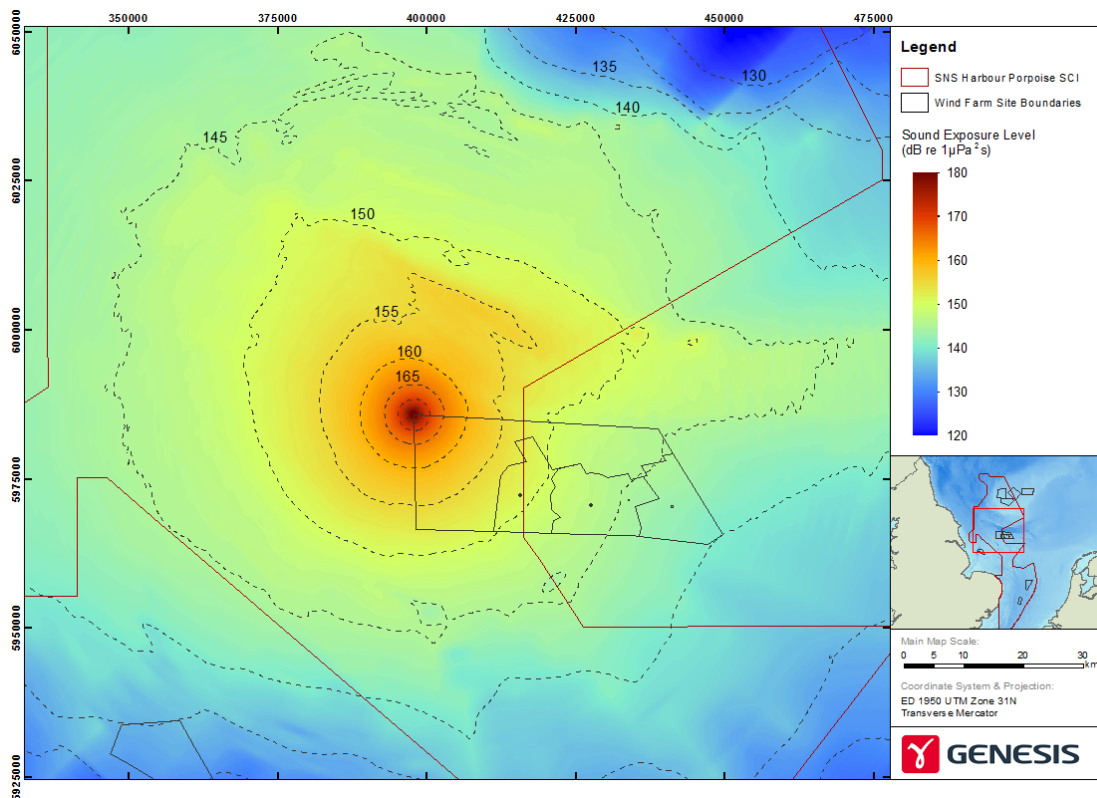 350000 375000 400000 425000 450000 475000
6050000
6025000
6000000
5975000
5950000
5925000
135
130
140
145
150
155
160
165
Legend
SNS Harbour Porpoise SCI
Wind Farm Site Boundaries
Sound Exposure Level
(dB re 1µPa²s)
180
170
160
150
140
130
120
Main Map Scale:
0 5 10 20 30
km
Coordinate System & Projection:
ED 1950 UTM Zone 31N
Transverse Mercator
GENESIS